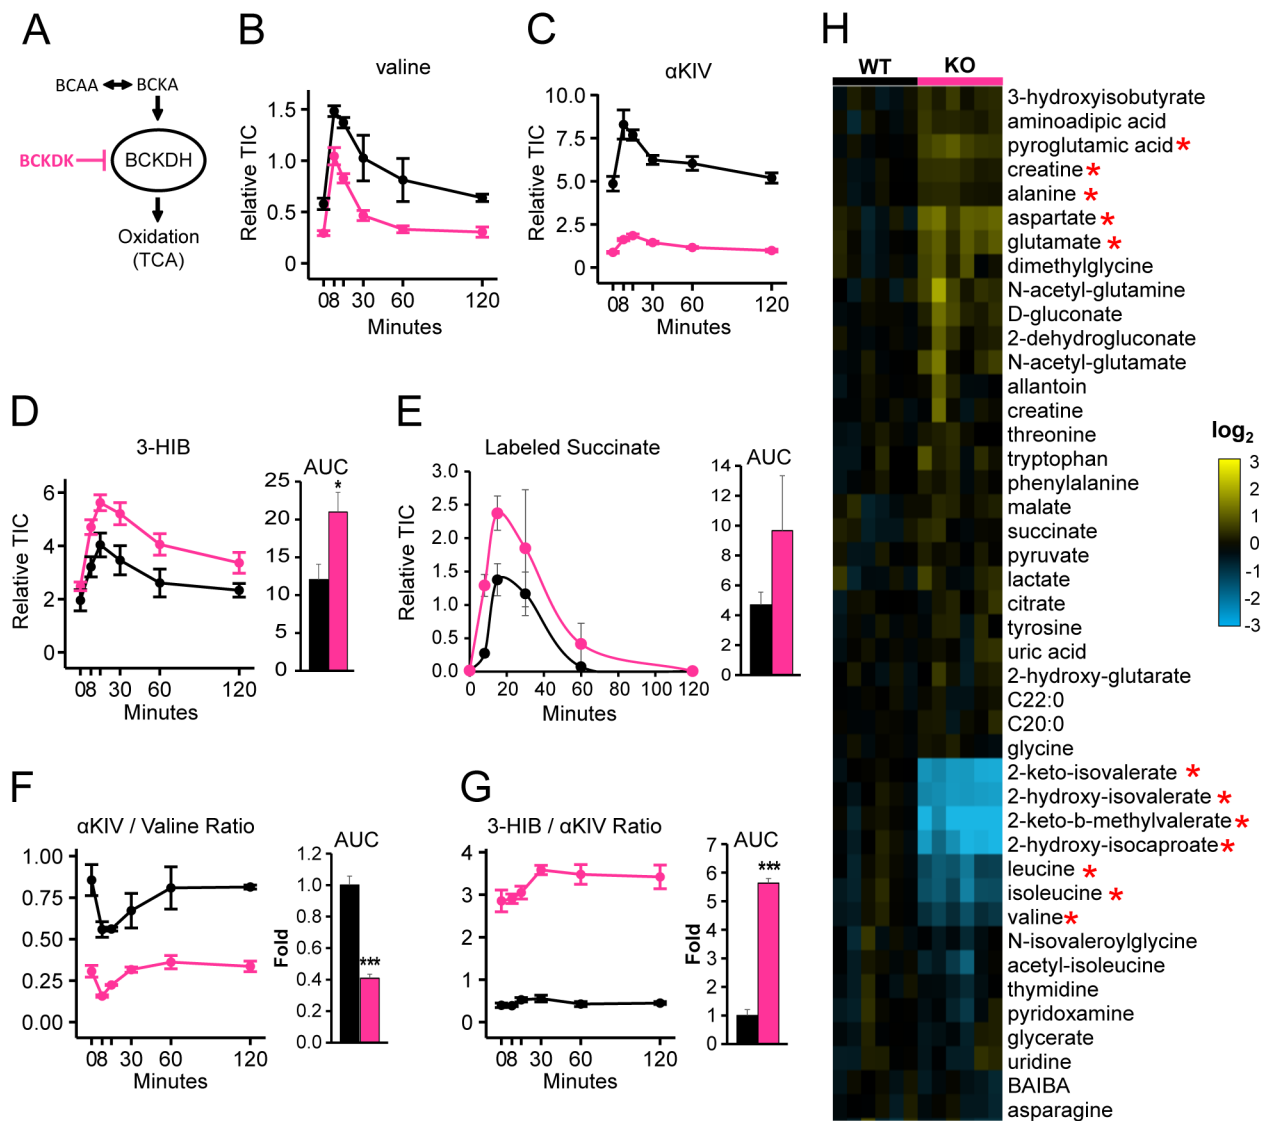 A
BCAA
BCKA
BCKDK
BCKDH
Oxidation
(TCA)
B
valine
Relative TIC
1.5
1.0
0.5
0
0 8 30 60 120
Minutes
C
αKIV
Relative TIC
10.0
7.5
5.0
2.5
0
0 8 30 60 120
Minutes
D
3-HIB
Relative TIC
6
4
2
0
0 8 30 60 120
Minutes
AUC
25
20
15
10
5
0
*
E
Labeled Succinate
Relative TIC
3.0
2.5
2.0
1.5
1.0
0.5
0.0
0 20 40 60 80 100 120
Minutes
AUC
14
12
10
8
6
4
2
0
F
αKIV / Valine Ratio
1.00
0.75
0.50
0.25
0.00
0 8 30 60 120
Minutes
AUC
Fold
1.2
1.0
0.8
0.6
0.4
0.2
0.0
***
G
3-HIB / αKIV Ratio
4
3
2
1
0
0 8 30 60 120
Minutes
AUC
Fold
7
6
5
4
3
2
1
0
***
H
WT KO
3-hydroxyisobutyrate
aminoadipic acid
pyroglutamic acid *
creatine *
alanine *
aspartate *
glutamate *
dimethylglycine
N-acetyl-glutamine
D-gluconate
2-dehydrogluconate
N-acetyl-glutamate
allantoin
creatine
threonine
tryptophan
phenylalanine
malate
succinate
pyruvate
lactate
citrate
tyrosine
uric acid
2-hydroxy-glutarate
C22:0
C20:0
glycine
2-keto-isovalerate *
2-hydroxy-isovalerate *
2-keto-b-methylvalerate *
2-hydroxy-isocaproate *
leucine *
isoleucine *
valine *
N-isovaleroylglycine
acetyl-isoleucine
thymidine
pyridoxamine
glycerate
uridine
BAIBA
asparagine
log2
3
2
1
0
-1
-2
-3